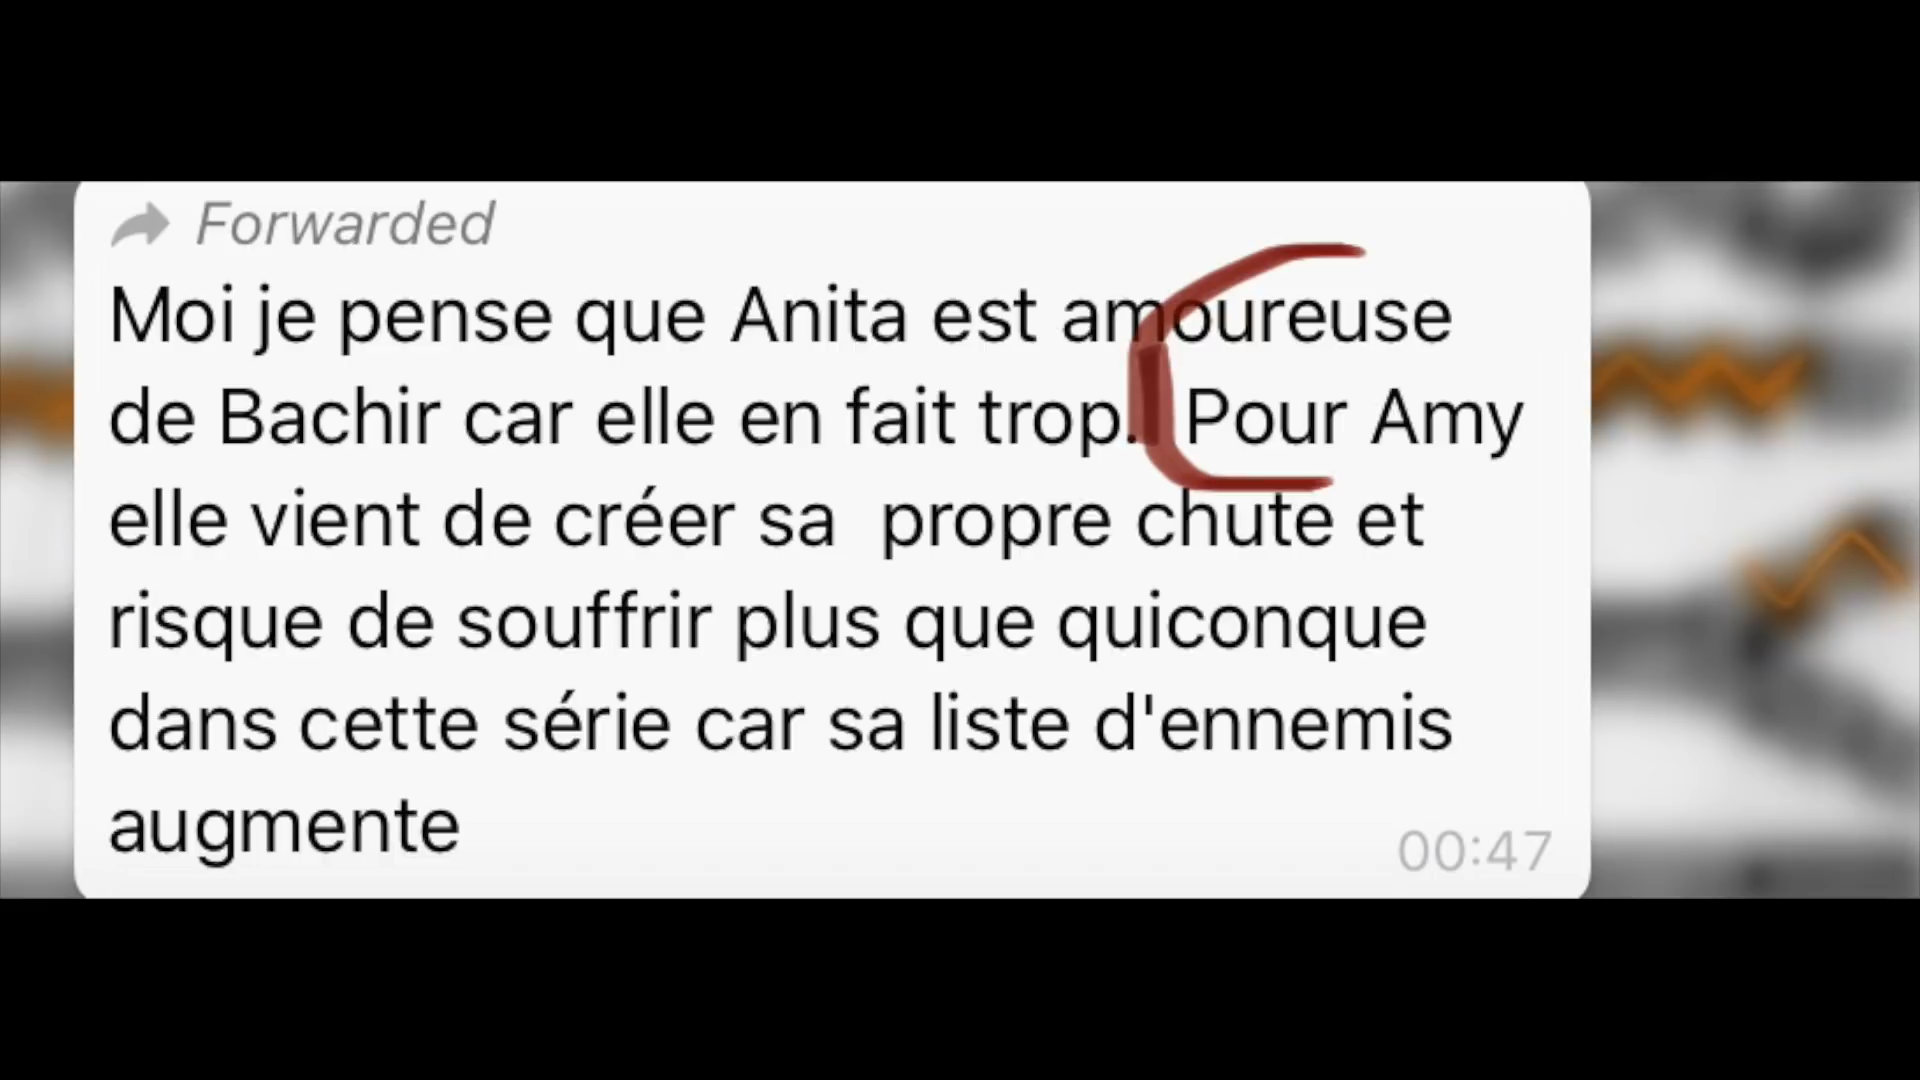 Forwarded
Moi je pense que Anita est amoureuse
de Bachir car elle en fait trop. Pour Amy
elle vient de créer sa  propre chute et
risque de souffrir plus que quiconque
dans cette série car sa liste d'ennemis
augmente
00:47